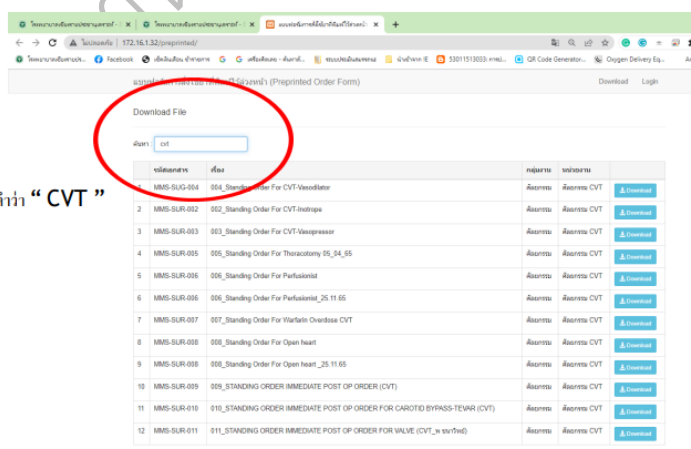 ไม่ปลอดภัย 172.16.1.32/preprinted/
Facebook
QR Code Generator...
Oxygen Delivery Eq...
(Preprinted Order Form) Download Login
Download File
ค้นหา : cvt
ว่า “ CVT ”
รหัสเอกสาร เรื่อง กลุ่มงาน หน่วยงาน
MMS-SUG-004 004_Standing Order For CVT-Vasodilator ศัลยกรรม ศัลยกรรม CVT Download
2 MMS-SUR-002 002_Standing Order For CVT-Inotrope ศัลยกรรม ศัลยกรรม CVT Download
3 MMS-SUR-003 003_Standing Order For CVT-Vasopressor ศัลยกรรม ศัลยกรรม CVT Download
4 MMS-SUR-005 005_Standing Order For Thoracotomy 05_04_65 ศัลยกรรม ศัลยกรรม CVT Download
5 MMS-SUR-006 006_Standing Order For Perfusionist ศัลยกรรม ศัลยกรรม CVT Download
6 MMS-SUR-006 006_Standing Order For Perfusionist_25.11.65 ศัลยกรรม ศัลยกรรม CVT Download
7 MMS-SUR-007 007_Standing Order For Warfarin Overdose CVT ศัลยกรรม ศัลยกรรม CVT Download
8 MMS-SUR-008 008_Standing Order For Open heart ศัลยกรรม ศัลยกรรม CVT Download
9 MMS-SUR-008 008_Standing Order For Open heart _25.11.65 ศัลยกรรม ศัลยกรรม CVT Download
10 MMS-SUR-009 009_STANDING ORDER IMMEDIATE POST OP ORDER (CVT) ศัลยกรรม ศัลยกรรม CVT Download
11 MMS-SUR-010 010_STANDING ORDER IMMEDIATE POST OP ORDER FOR CAROTID BYPASS-TEVAR (CVT) ศัลยกรรม ศัลยกรรม CVT Download
12 MMS-SUR-011 011_STANDING ORDER IMMEDIATE POST OP ORDER FOR VALVE (CVT_พ ธนาวิทย์) ศัลยกรรม ศัลยกรรม CVT Download